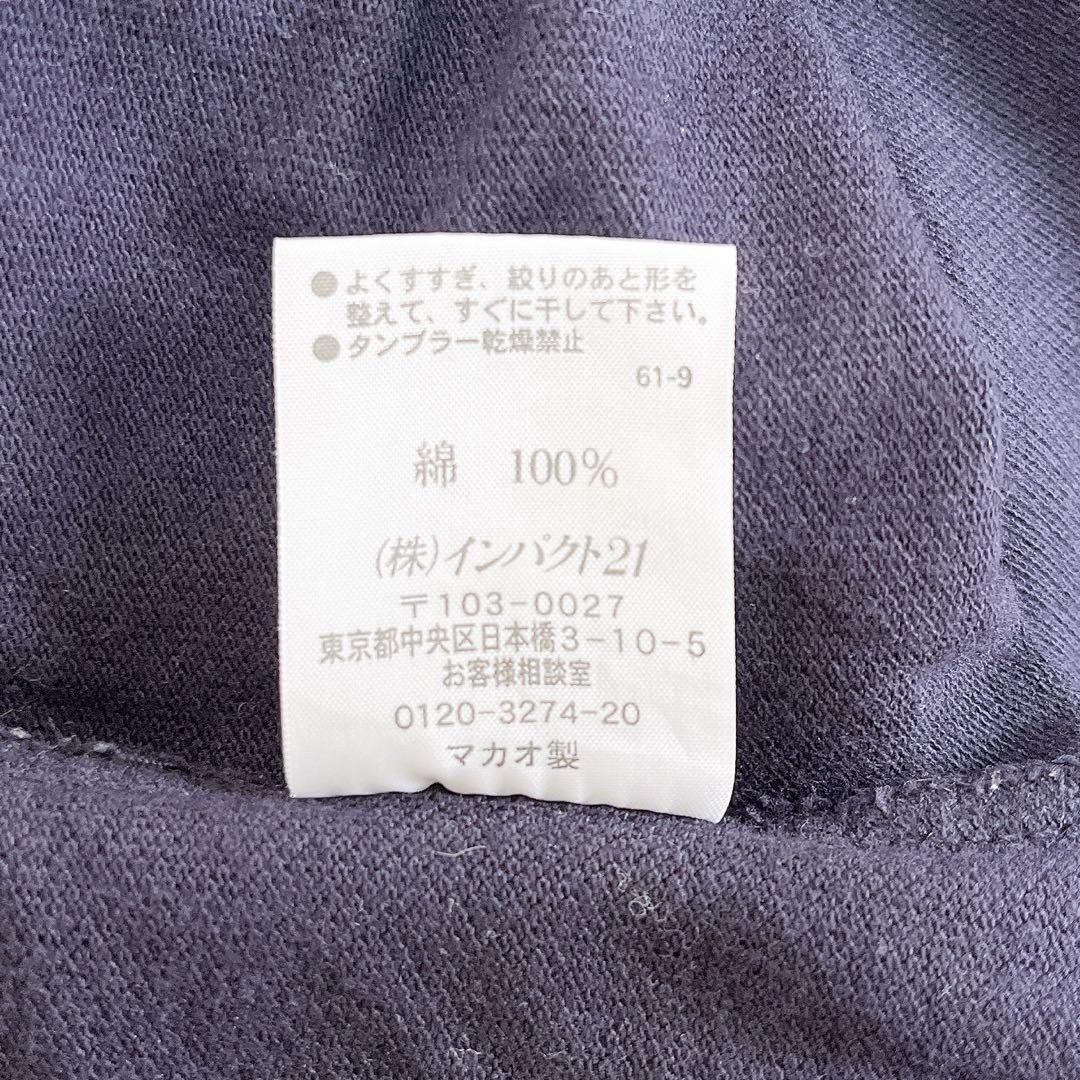 ●よくすすぎ、絞りのあと形を
整えて、すぐに干して下さい。
●タンブラー乾燥禁止
61-9
綿 100%
(株)インパクト21
〒103-0027
東京都中央区日本橋3-10-5
お客様相談室
0120-3274-20
マカオ製